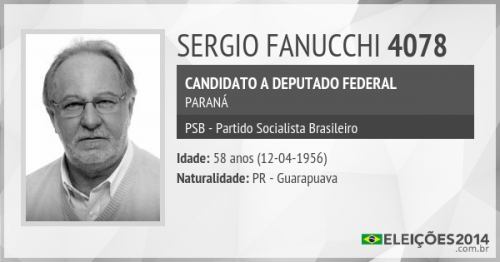 SERGIO FANUCCHI 4078
CANDIDATO A DEPUTADO FEDERAL
PARANÁ
PSB - Partido Socialista Brasileiro
Idade: 58 anos (12-04-1956)
Naturalidade: PR - Guarapuava
ELEIÇÕES2014
.com.br